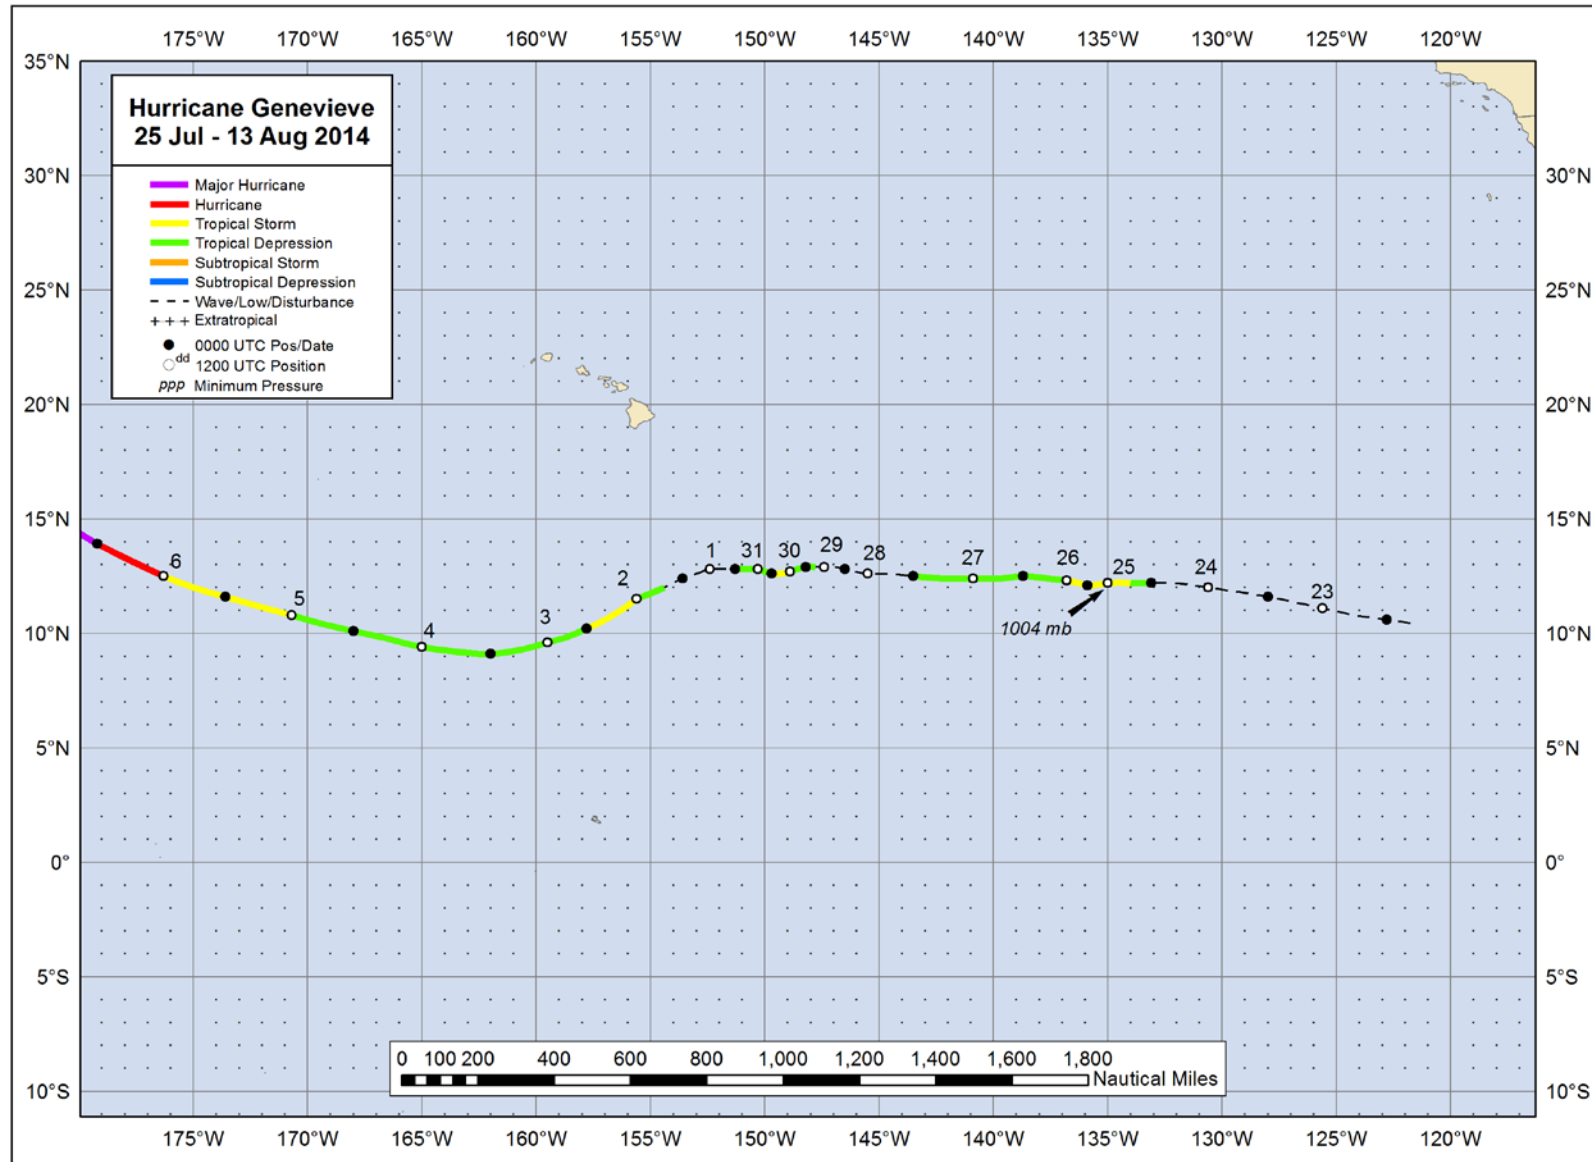 175°W 170°W 165°W 160°W 155°W 150°W 145°W 140°W 135°W 130°W 125°W 120°W
35°N
Hurricane Genevieve
25 Jul - 13 Aug 2014
Major Hurricane
Hurricane
Tropical Storm
Tropical Depression
Subtropical Storm
Subtropical Depression
Wave/Low/Disturbance
Extratropical
0000 UTC Pos/Date
dd 1200 UTC Position
ppp Minimum Pressure
30°N 30°N
25°N 25°N
20°N 20°N
15°N 15°N
6 5 4 3 2 1 31 30 29 28 27 26 25 24 23
1004 mb
10°N 10°N
5°N 5°N
0° 0°
5°S 5°S
0 100 200 400 600 800 1,000 1,200 1,400 1,600 1,800
Nautical Miles
10°S 10°S
175°W 170°W 165°W 160°W 155°W 150°W 145°W 140°W 135°W 130°W 125°W 120°W